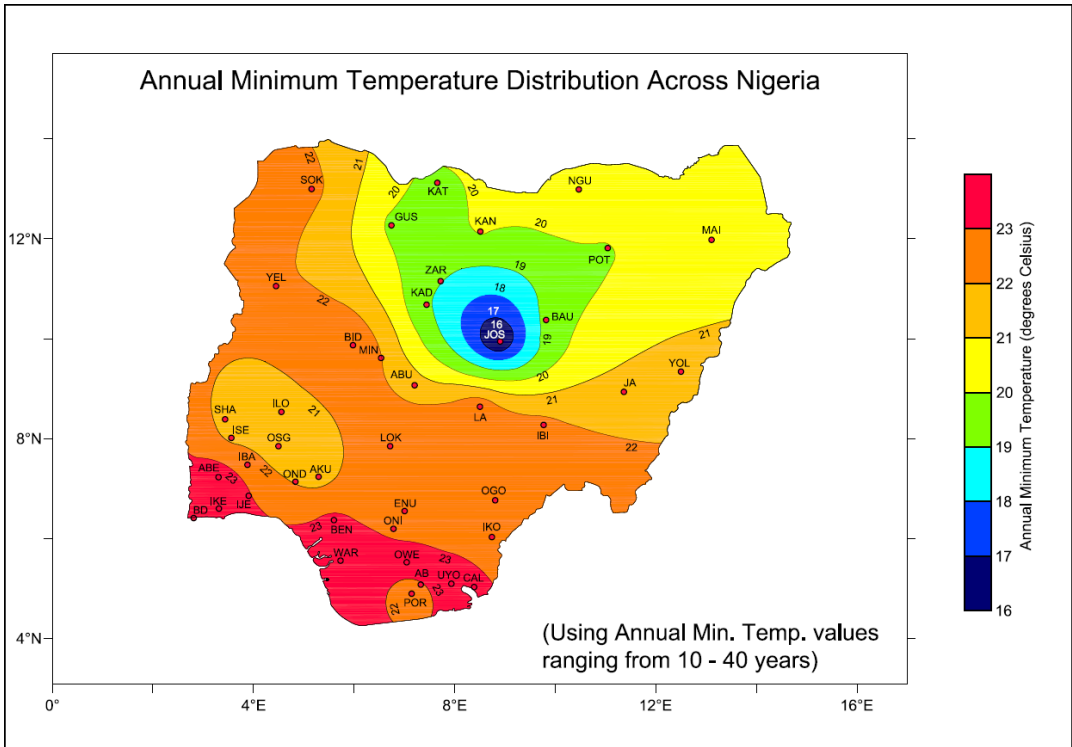 Annual Minimum Temperature Distribution Across Nigeria
22
21
SOK
20
KAT
20
NGU
GUS
KAN
20
MAI
12°N
POT
ZAR
19
YEL
KAD
18
22
17
BAU
16
JOS
19
21
BID
MIN
20
YOL
ABU
JA
21
21
ILO
SHA
LA
ISE
IBI
8°N
OSG
LOK
22
IBA
22
ABE
23
OND
AKU
IKE
IJE
OGO
BD
ENU
23
BEN
ONI
IKO
WAR
OWE
23
AB
UYO
CAL
23
22
POR
4°N
(Using Annual Min. Temp. values
ranging from 10 - 40 years)
0°
4°E
8°E
12°E
16°E
23
22
21
20
19
18
17
16
Annual Minimum Temperature (degrees Celsius)